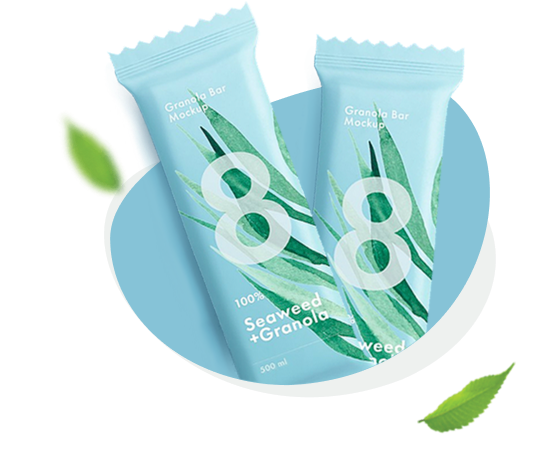 Granola Bar
Mockup
8
100%
Seaweed
+Granola
500 ml
Granola Bar
Mockup
8
weed